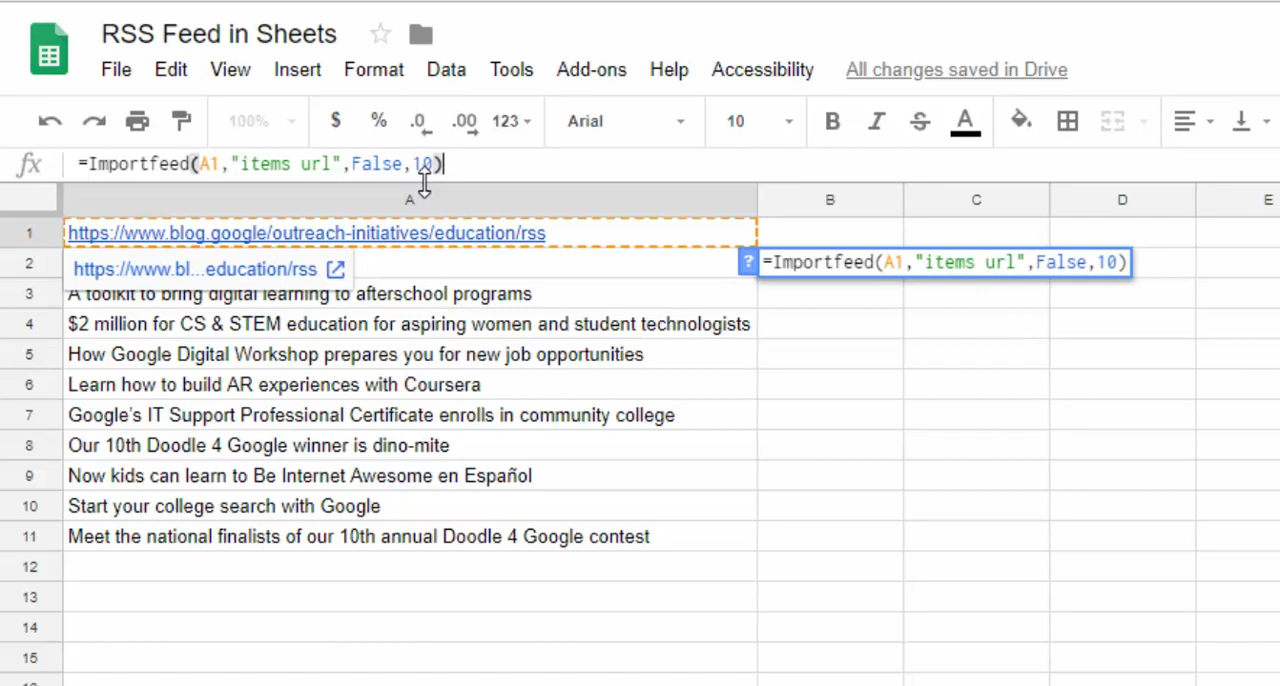 RSS Feed in Sheets
File Edit View Insert Format Data Tools Add-ons Help Accessibility All changes saved in Drive
100% $ % .0 .00 123 Arial 10 B I S A
fx =Importfeed(A1,"items url",False,10)
A B C D E
1 https://www.blog.google/outreach-initiatives/education/rss
2 https://www.bl...education/rss ? =Importfeed(A1,"items url",False,10)
3 A toolkit to bring digital learning to afterschool programs
4 $2 million for CS & STEM education for aspiring women and student technologists
5 How Google Digital Workshop prepares you for new job opportunities
6 Learn how to build AR experiences with Coursera
7 Google's IT Support Professional Certificate enrolls in community college
8 Our 10th Doodle 4 Google winner is dino-mite
9 Now kids can learn to Be Internet Awesome en Español
10 Start your college search with Google
11 Meet the national finalists of our 10th annual Doodle 4 Google contest
12
13
14
15